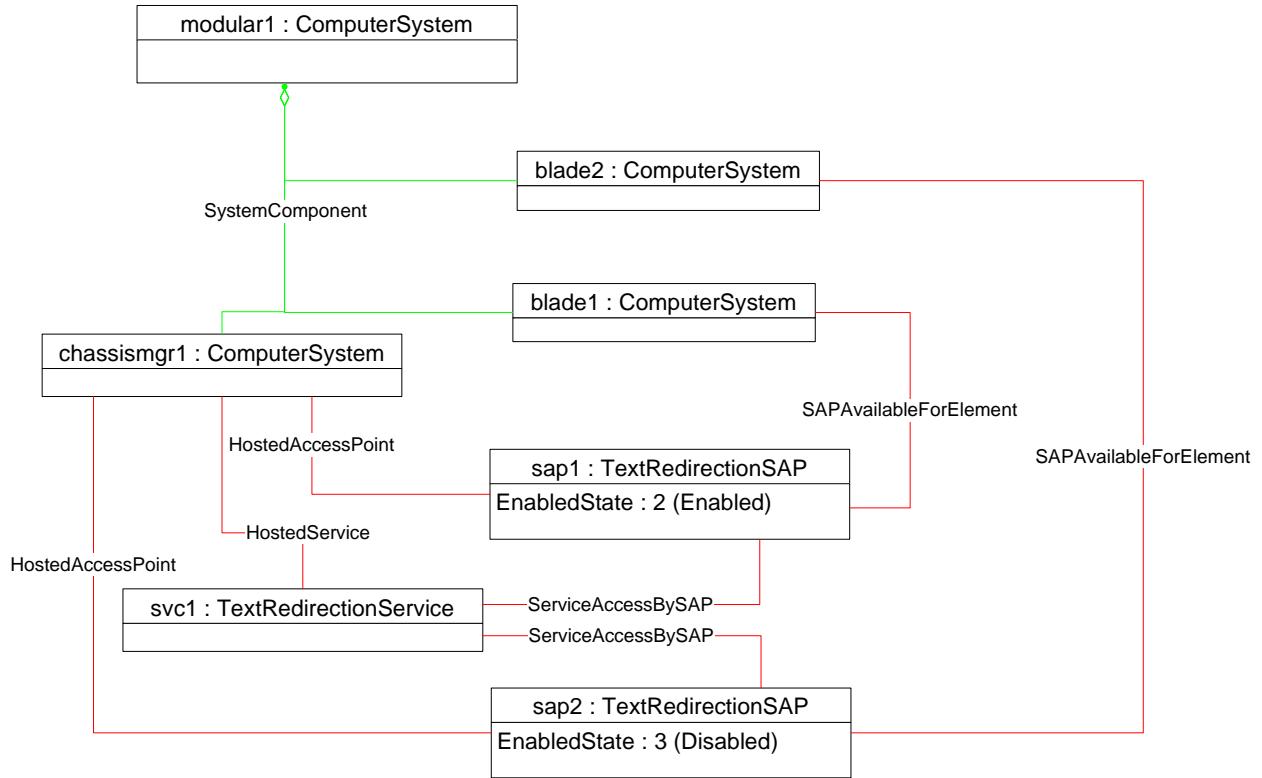 modular1 : ComputerSystem
blade2 : ComputerSystem
SystemComponent
blade1 : ComputerSystem
chassismgr1 : ComputerSystem
SAPAvailableForElement
HostedAccessPoint
SAPAvailableForElement
sap1 : TextRedirectionSAP
EnabledState : 2 (Enabled)
HostedService
HostedAccessPoint
svc1 : TextRedirectionService
ServiceAccessBySAP
ServiceAccessBySAP
sap2 : TextRedirectionSAP
EnabledState : 3 (Disabled)